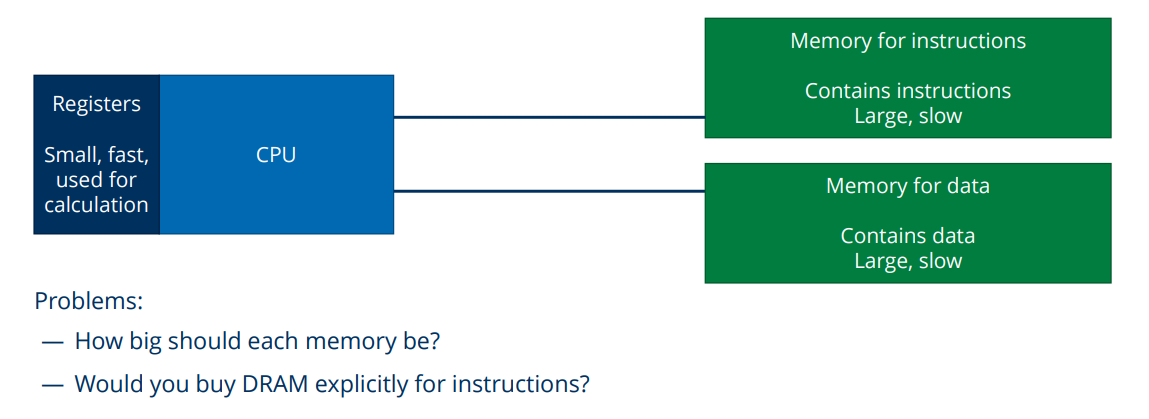 Registers
Small, fast,
used for
calculation
CPU
Memory for instructions
Contains instructions
Large, slow
Memory for data
Contains data
Large, slow
Problems:
— How big should each memory be?
— Would you buy DRAM explicitly for instructions?